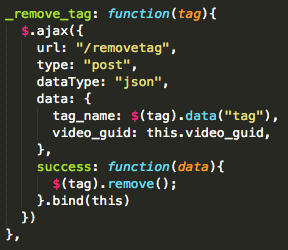 _remove_tag: function(tag){
  $.ajax({
    url: "/removetag",
    type: "post",
    dataType: "json",
    data: {
      tag_name: $(tag).data("tag"),
      video_guid: this.video_guid,
    },
    success: function(data){
      $(tag).remove();
    }.bind(this)
  })
},